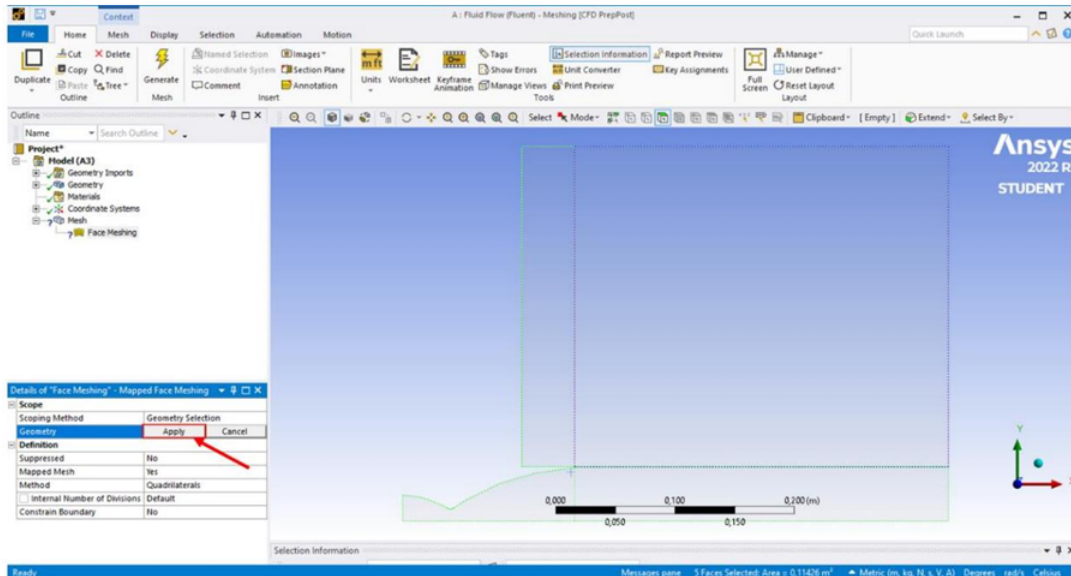 Context
A : Fluid Flow (Fluent) - Meshing [CFD PrepPost]
File Home Mesh Display Selection Automation Motion
Quick Launch
Duplicate
Cut
Delete
Copy
Find
Paste
Tree
Outline
Generate
Mesh
Named Selection
Coordinate System
Comment
Images
Section Plane
Annotation
Insert
Units
Worksheet
Keyframe
Animation
Tags
Show Errors
Manage Views
Selection Information
Unit Converter
Print Preview
Report Preview
Key Assignments
Tools
Full
Screen
Manage
User Defined
Reset Layout
Layout
Outline
Name
Search Outline
Select Mode
Clipboard
[Empty]
Extend
Select By
Project*
Model (A3)
Geometry Imports
Geometry
Materials
Coordinate Systems
Mesh
Face Meshing
Ansys
2022 R
STUDENT
Details of "Face Meshing" - Mapped Face Meshing
Scope
Scoping Method Geometry Selection
Geometry Apply Cancel
Definition
Suppressed No
Mapped Mesh Yes
Method Quadrilaterals
Internal Number of Divisions Default
Constrain Boundary No
Y
0,000 0,100 0,200 (m)
0,050 0,150
Selection Information
Ready
Messages pane 5 Faces Selected: Area = 0,11426 m² Metric (m, kg, N, s, V, A) Degrees rad/s Celsius